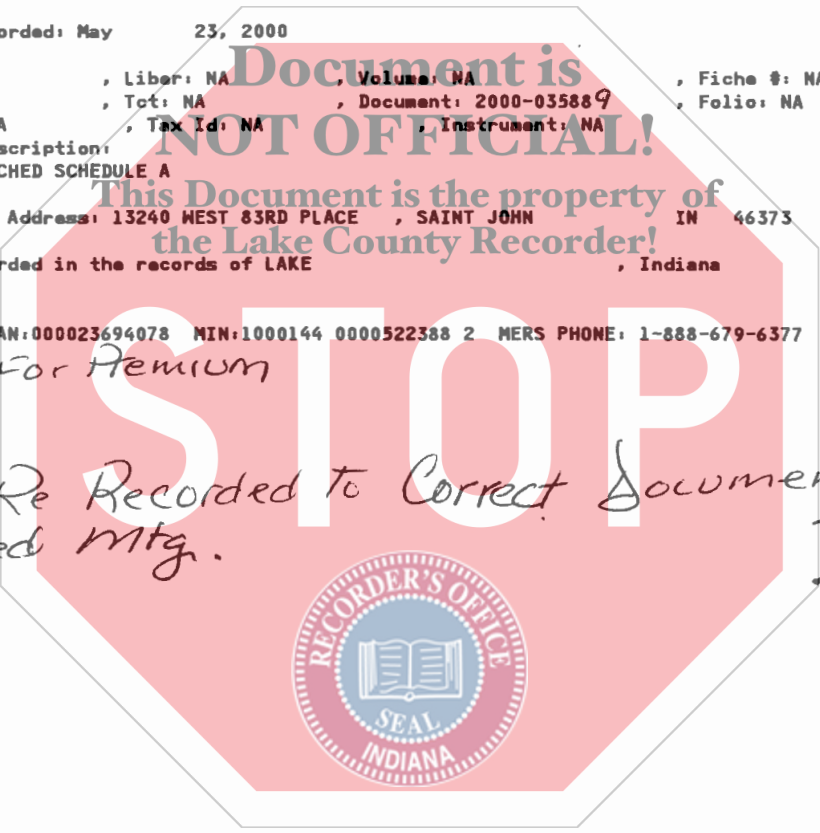 orded: May 23, 2000
Document is
, Liber: NA , Volume: NA , Fiche #: NA
, Tct: NA , Document: 2000-035889 , Folio: NA
A , Tax Id: NA , Instrument: NA
NOT OFFICIAL!
scription:
CHED SCHEDULE A
This Document is the property of
Address: 13240 WEST 83RD PLACE , SAINT JOHN IN 46373
the Lake County Recorder!
rded in the records of LAKE , Indiana
AN:000023694078 MIN:1000144 0000522388 2 MERS PHONE: 1-888-679-6377
For Premium
STOP
Re Recorded To Correct Documen
ed Mtg.
RECORDER'S OFFICE
SEAL
INDIANA